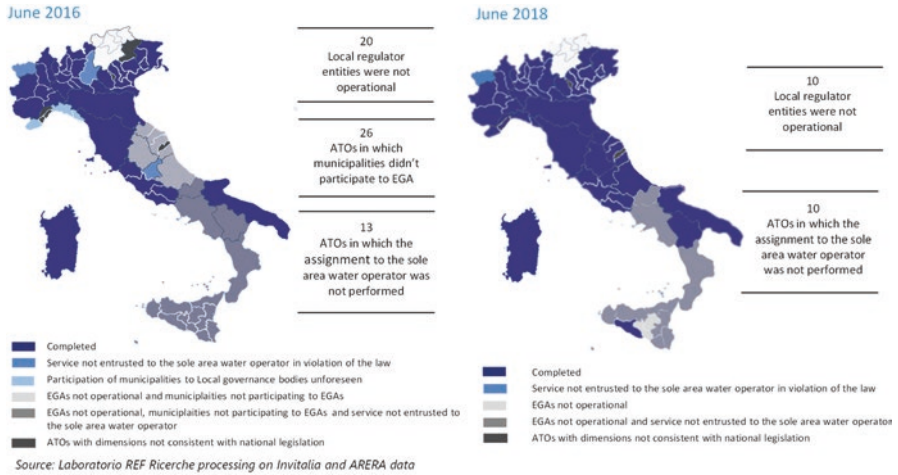 June 2016
20
Local regulator
entities were not
operational
26
ATOs in which
municipalities didn't
participate to EGA
13
ATOs in which the
assignment to the sole
area water operator was
not performed
Completed
Service not entrusted to the sole area water operator in violation of the law
Participation of municipalities to Local governance bodies unforeseen
EGAs not operational and municiplaities not participating to EGAs
EGAs not operational, municiplaities not participating to EGAs and service not entrusted to
the sole area water operator
ATOs with dimensions not consistent with national legislation
June 2018
10
Local regulator
entities were not
operational
10
ATOs in which the
assignment to the sole
area water operator
was not performed
Completed
Service not entrusted to the sole area water operator in violation of the law
EGAs not operational
EGAs not operational and service not entrusted to the sole area water operator
ATOs with dimensions not consistent with national legislation
Source: Laboratorio REF Ricerche processing on Invitalia and ARERA data